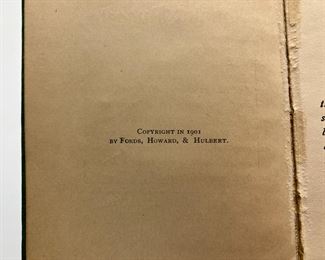 Copyright in 1901
by Fords, Howard, & Hulbert.